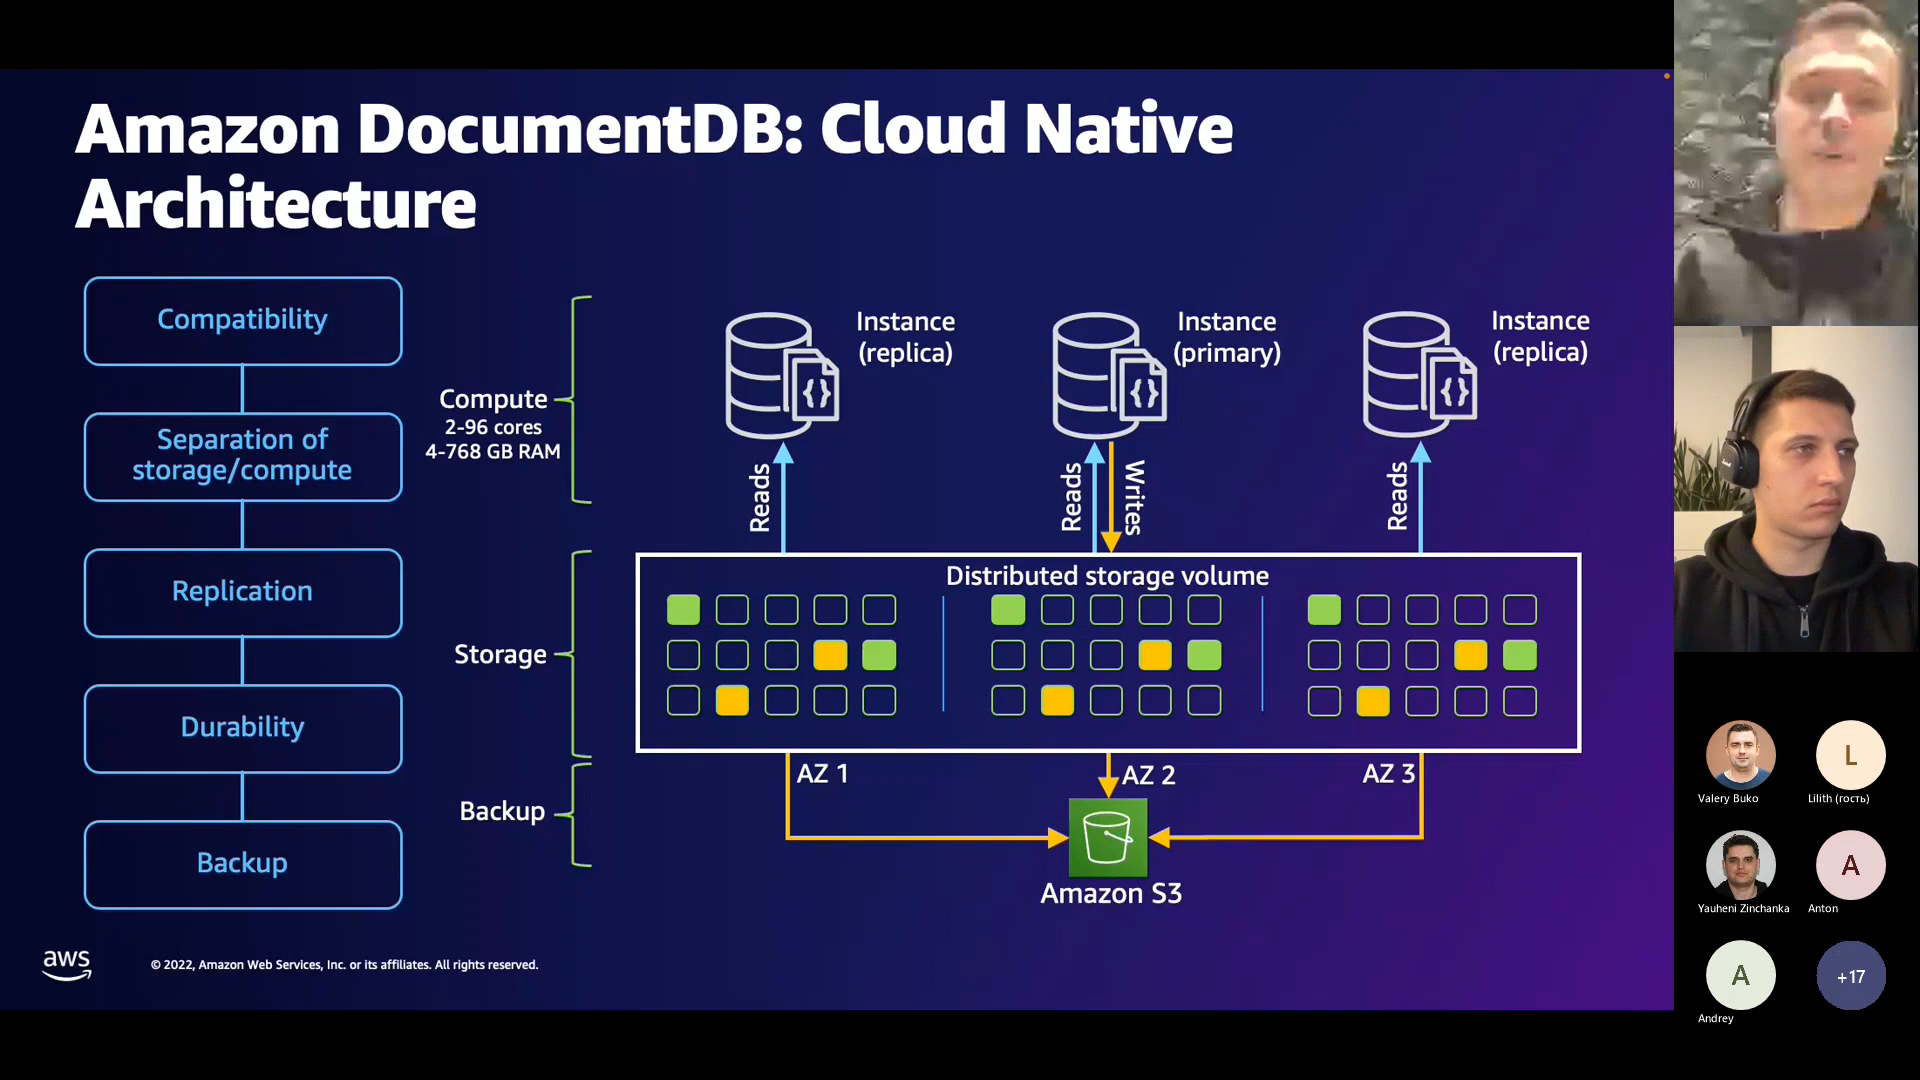 Amazon DocumentDB: Cloud Native
Architecture
Compatibility
Separation of
storage/compute
Replication
Durability
Backup
Compute
2-96 cores
4-768 GB RAM
Storage
Backup
Instance
(replica)
Instance
(primary)
Instance
(replica)
Reads
Reads
Writes
Reads
Distributed storage volume
AZ 1
AZ 2
AZ 3
Amazon S3
aws
© 2022, Amazon Web Services, Inc. or its affiliates. All rights reserved.
Valery Buko
L
Lilith (гость)
Yauheni Zinchanka
A
Anton
A
Andrey
+17